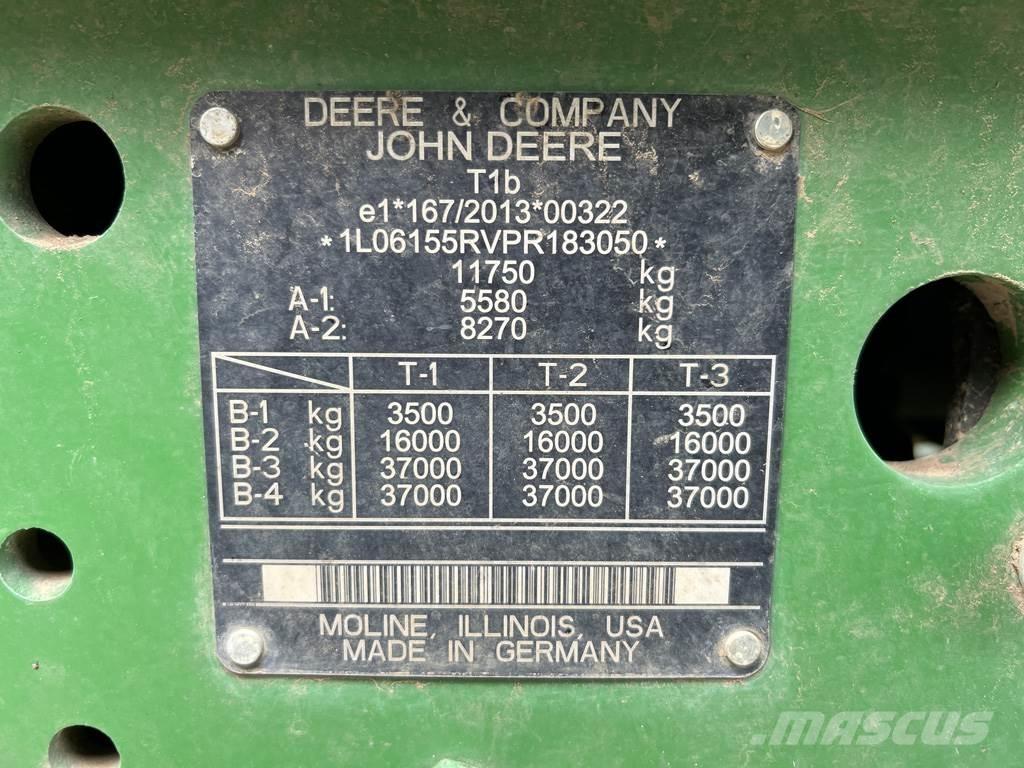 DEERE & COMPANY
JOHN DEERE
T1b
e1*167/2013*00322
*1L06155RVPR183050*
11750 kg
A-1: 5580 kg
A-2: 8270 kg
T-1 T-2 T-3
B-1 kg 3500 3500 3500
B-2 kg 16000 16000 16000
B-3 kg 37000 37000 37000
B-4 kg 37000 37000 37000
MOLINE, ILLINOIS, USA
MADE IN GERMANY
MASCUS